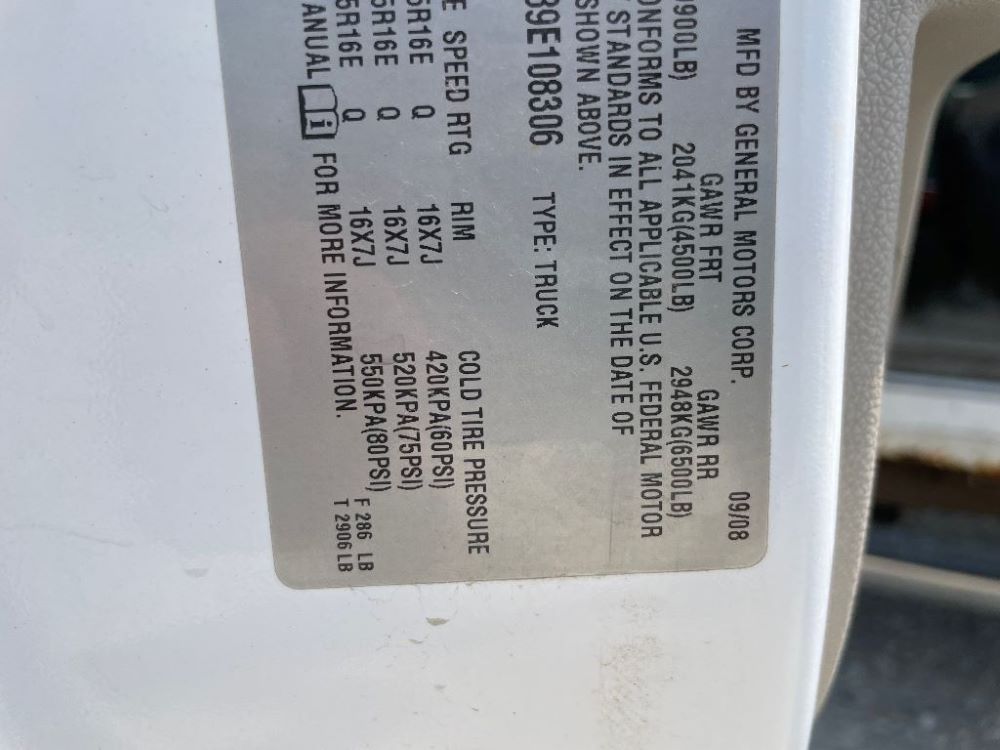 MFD BY GENERAL MOTORS CORP. 09/08
GAWR FRT GAWR RR
900LB) 2041KG(4500LB) 2948KG(6500LB)
ONFORMS TO ALL APPLICABLE U.S. FEDERAL MOTOR
STANDARDS IN EFFECT ON THE DATE OF
SHOWN ABOVE.
39E108306 TYPE: TRUCK
E SPEED RTG RIM COLD TIRE PRESSURE
5R16E Q 16X7J 420KPA(60PSI)
5R16E Q 16X7J 520KPA(75PSI)
5R16E Q 16X7J 550KPA(80PSI) F 286 LB
ANUAL i FOR MORE INFORMATION. T 2906 LB